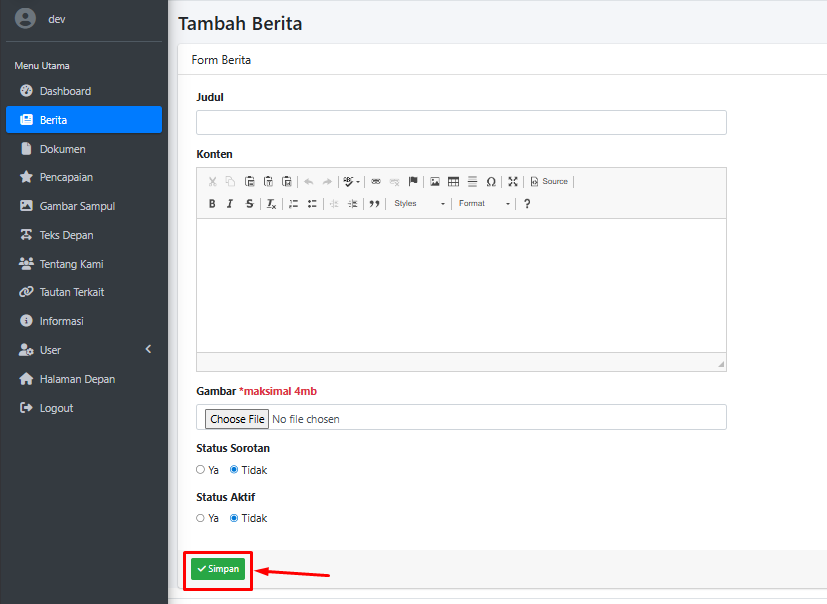 dev
Menu Utama
Dashboard
Berita
Dokumen
Pencapaian
Gambar Sampul
Teks Depan
Tentang Kami
Tautan Terkait
Informasi
User
Halaman Depan
Logout
Tambah Berita
Form Berita
Judul
Konten
ABC Ω Source
B I S Ix Styles Format ?
Gambar *maksimal 4mb
Choose File No file chosen
Status Sorotan
Ya Tidak
Status Aktif
Ya Tidak
Simpan